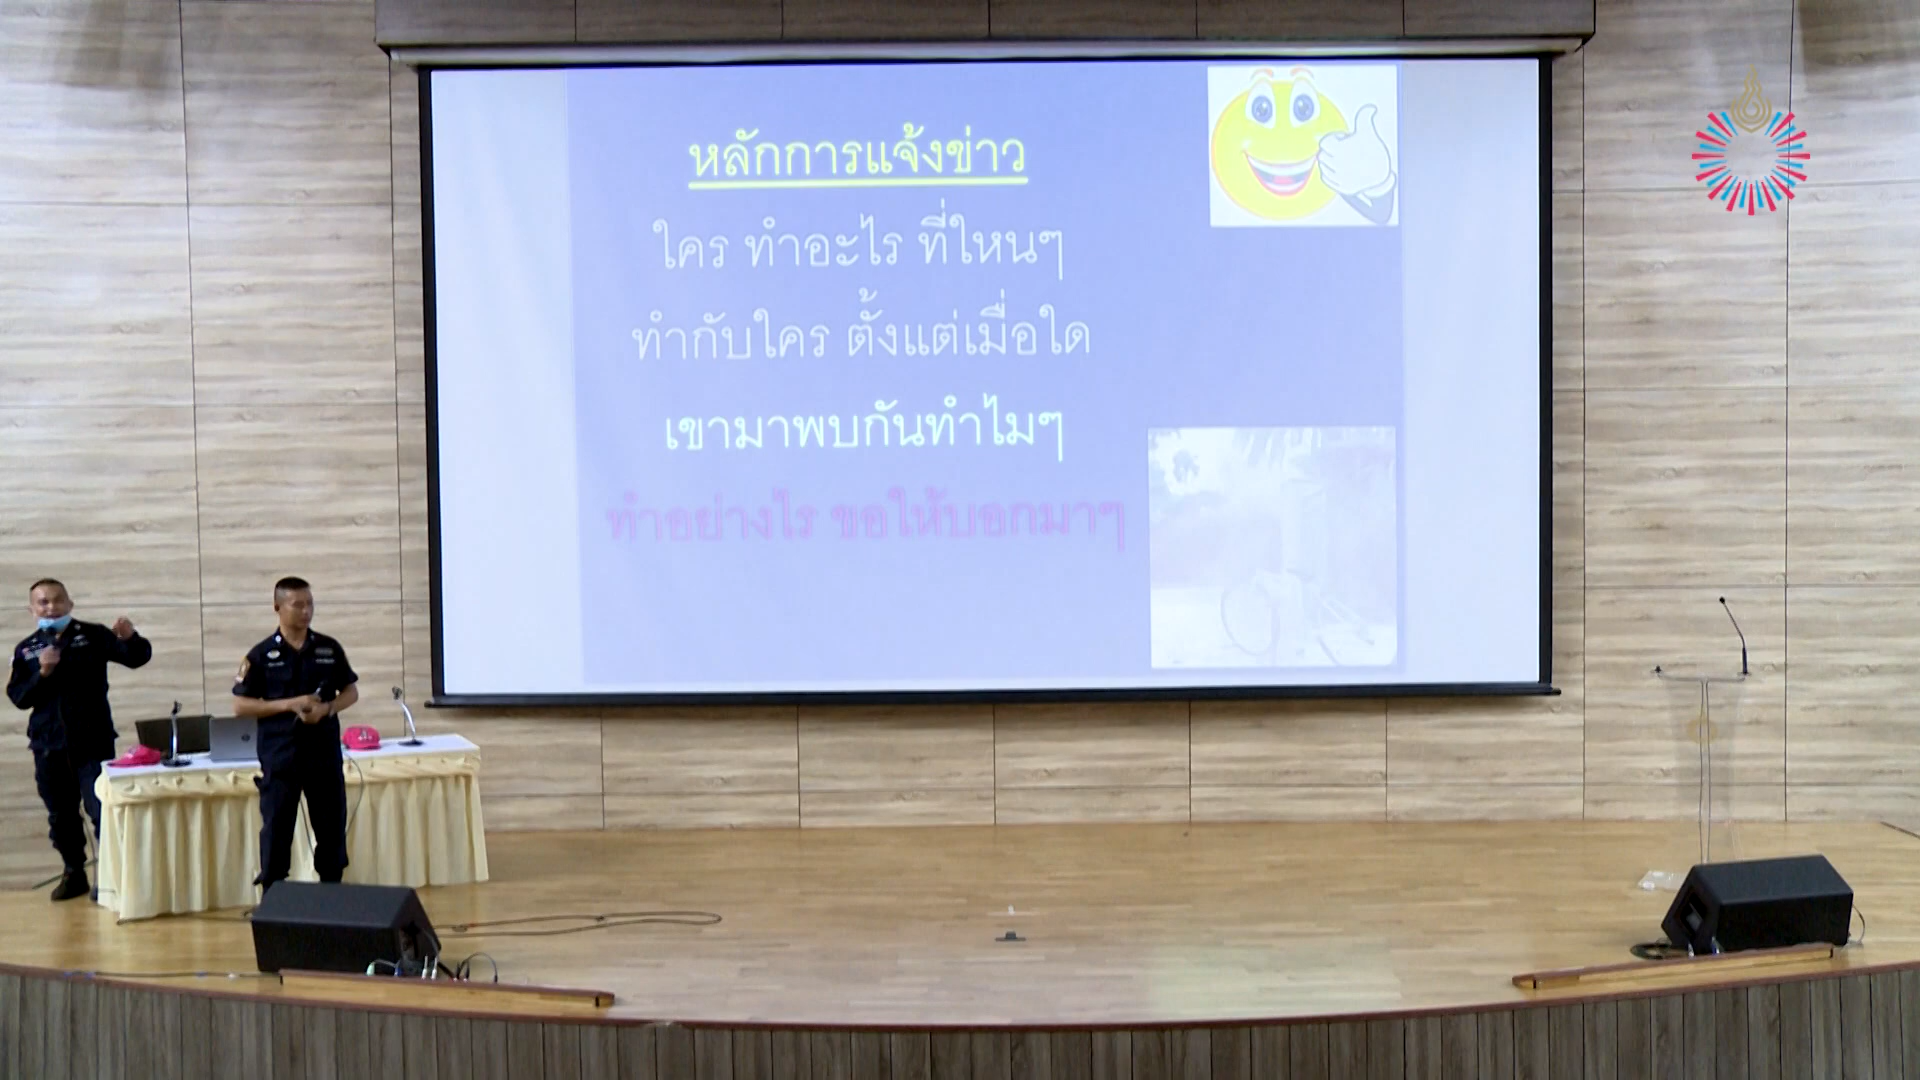 หลักการแจ้งข่าว
ใคร ทำอะไร ที่ใหนๆ
ทำกับใคร ตั้งแต่เมื่อใด
เขามาพบกันทำไมๆ
ทำอย่างไร ขอให้บอกมาๆ